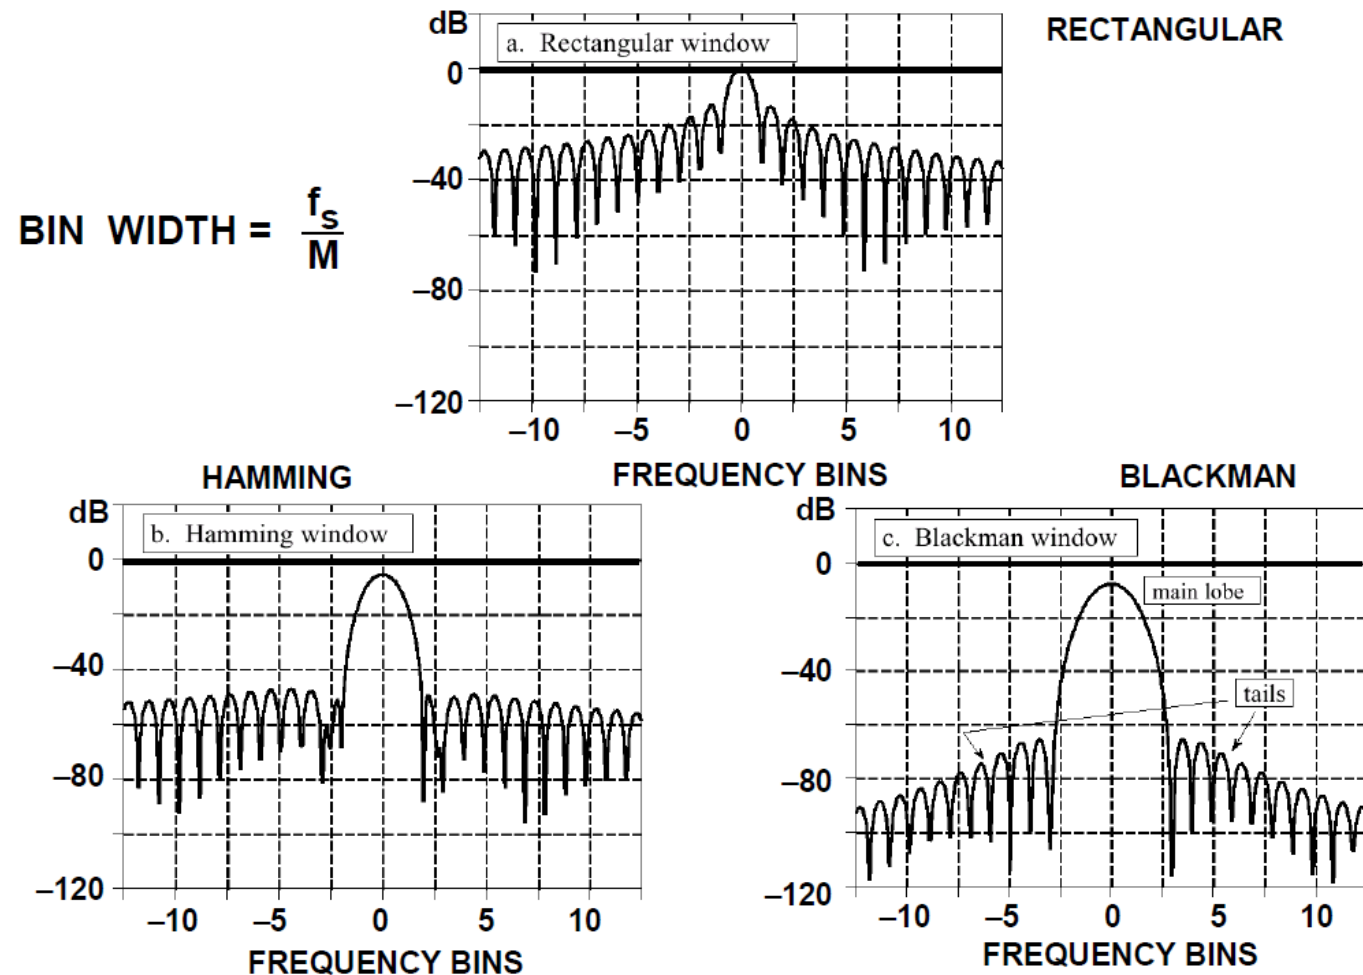 dB
a. Rectangular window
RECTANGULAR
0
–40
–80
–120
–10 –5 0 5 10
FREQUENCY BINS
BIN WIDTH = fs
M
HAMMING
dB
b. Hamming window
0
–40
–80
–120
–10 –5 0 5 10
FREQUENCY BINS
BLACKMAN
dB
c. Blackman window
0
main lobe
–40
tails
–80
–120
–10 –5 0 5 10
FREQUENCY BINS